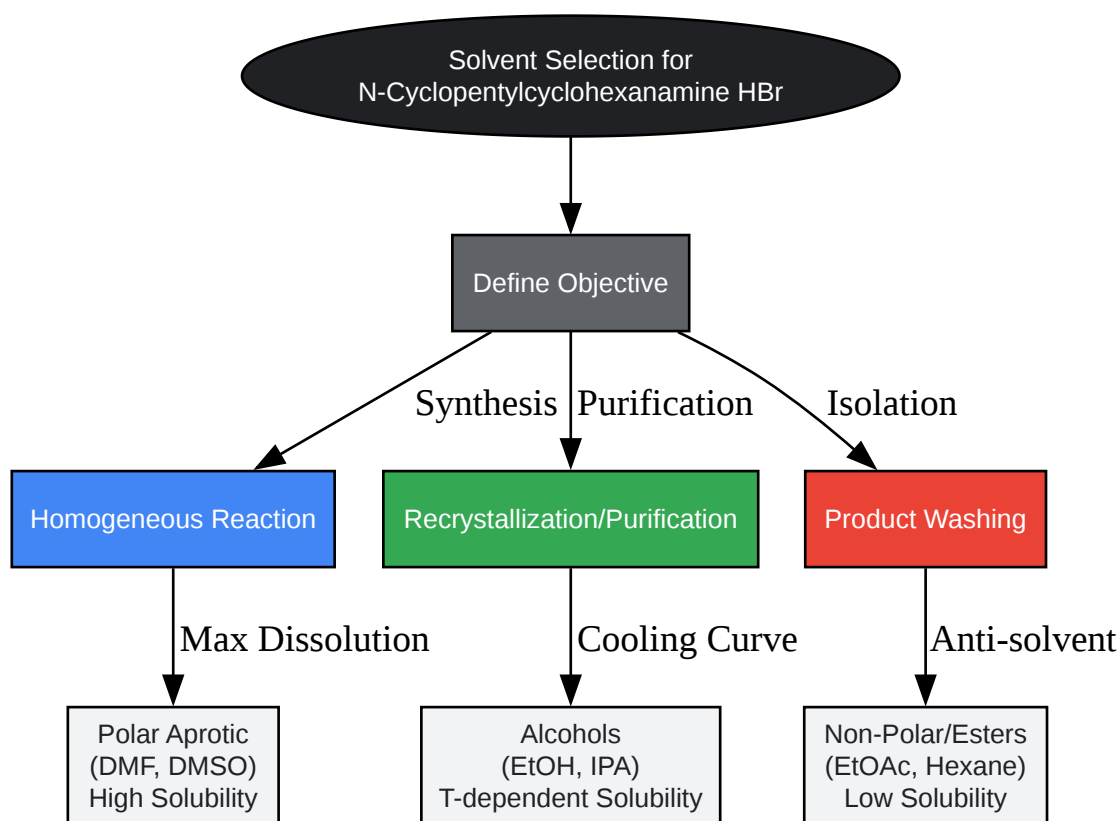 Solvent Selection for
N-Cyclopentylcyclohexanamine HBr
Define Objective
Synthesis
Purification
Isolation
Homogeneous Reaction
Recrystallization/Purification
Product Washing
Max Dissolution
Cooling Curve
Anti-solvent
Polar Aprotic
(DMF, DMSO)
High Solubility
Alcohols
(EtOH, IPA)
T-dependent Solubility
Non-Polar/Esters
(EtOAc, Hexane)
Low Solubility